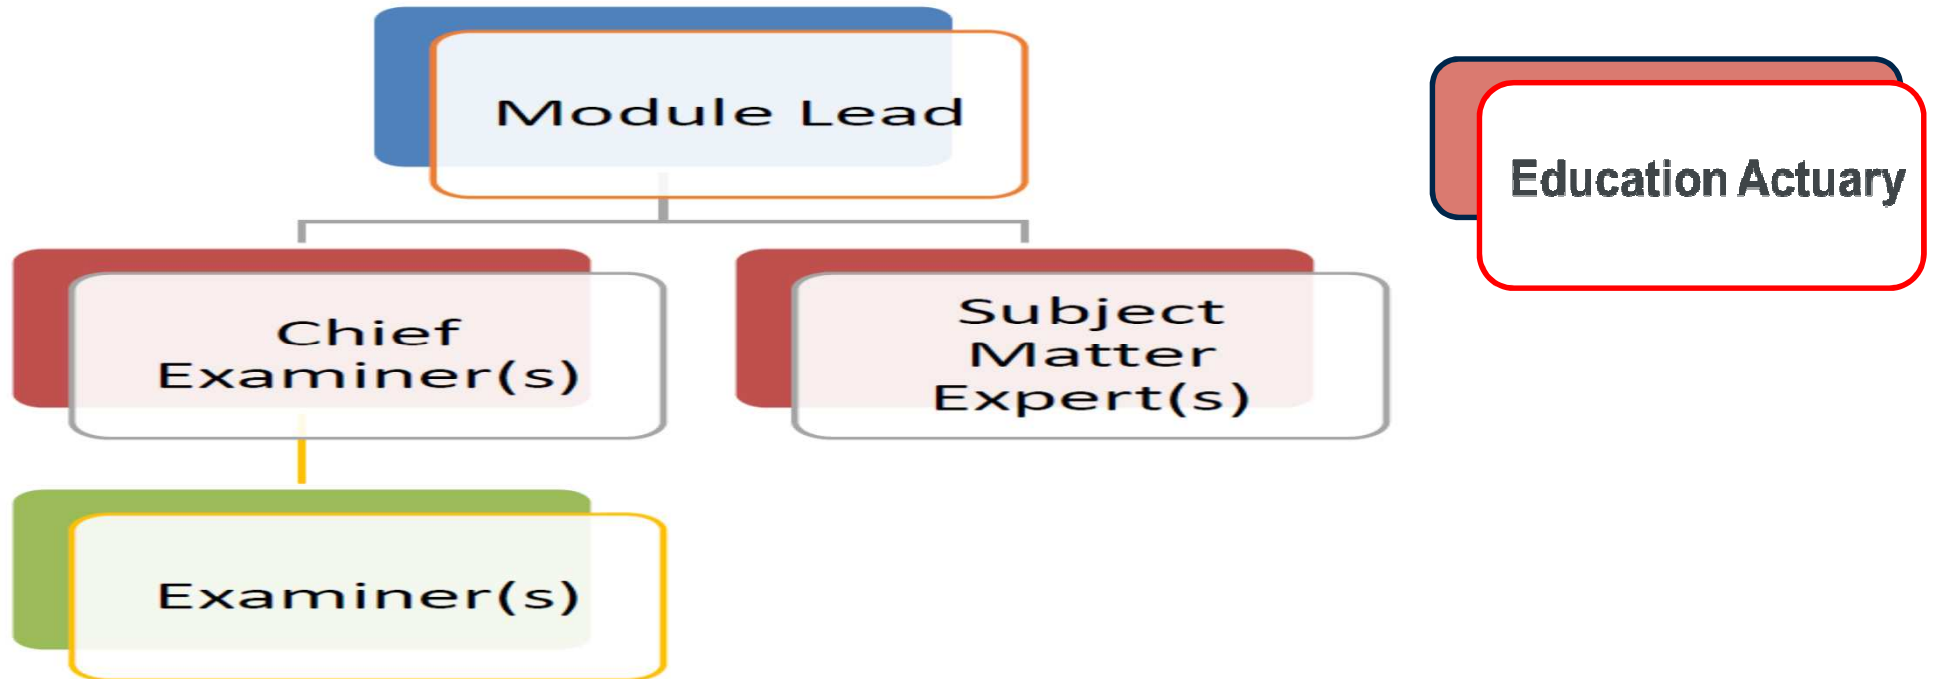 Module Lead
Education Actuary
Chief
Examiner(s)
Subject
Matter
Expert(s)
Examiner(s)